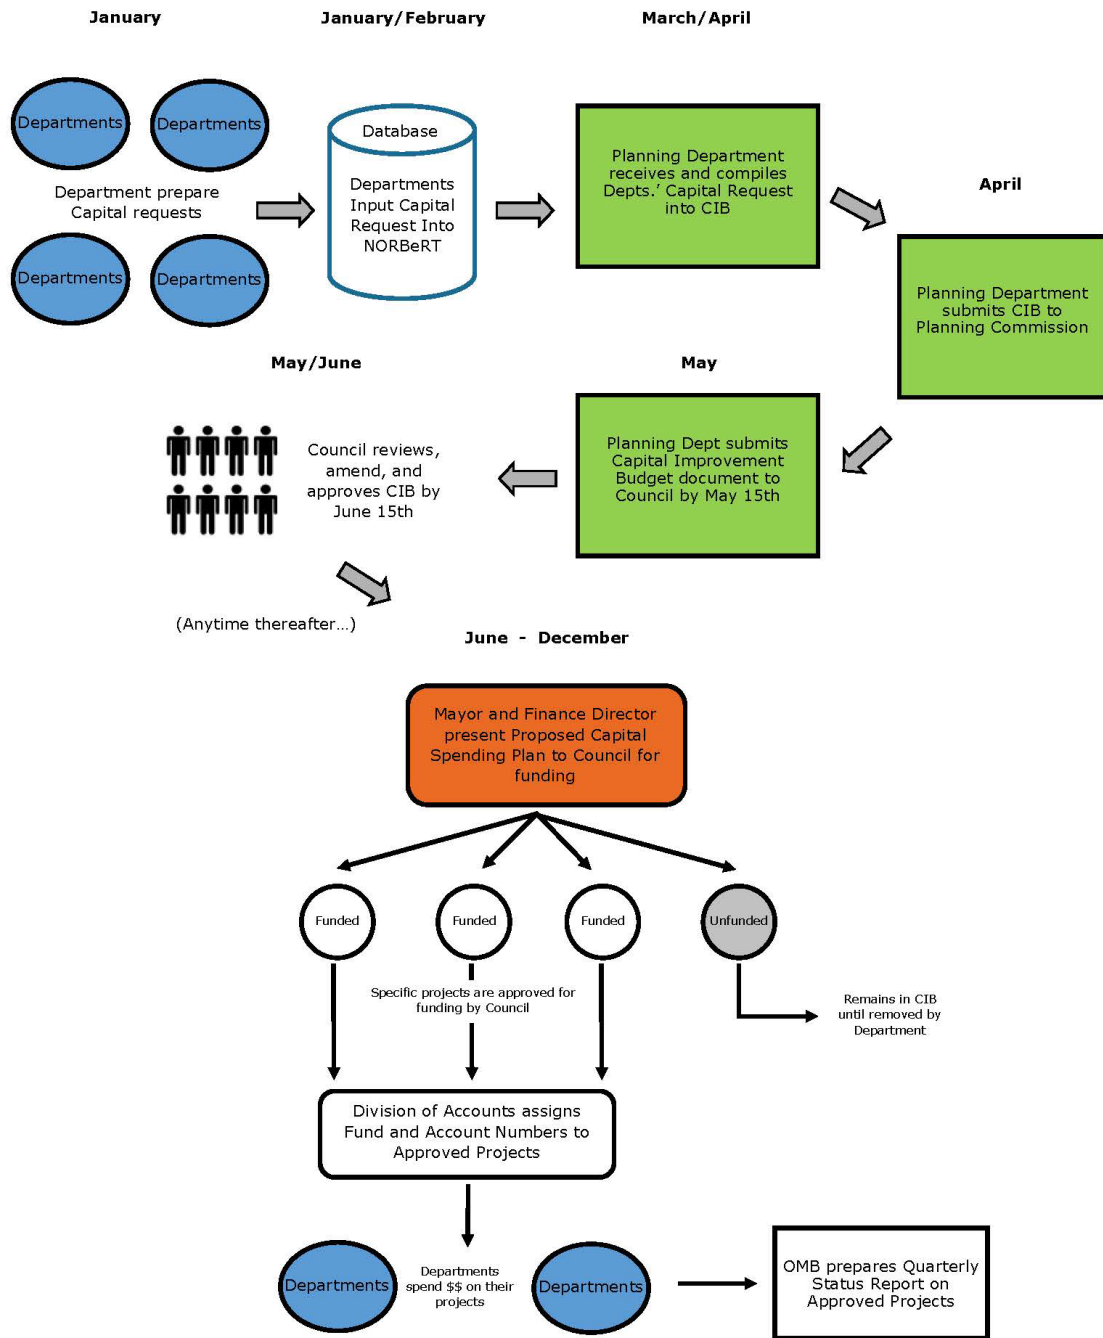 January
January/February
March/April
Departments
Departments
Department prepare
Capital requests
Departments
Departments
Database
Departments
Input Capital
Request Into
NORBeRT
Planning Department
receives and compiles
Depts.’ Capital Request
into CIB
April
Planning Department
submits CIB to
Planning Commission
May/June
May
Council reviews,
amend, and
approves CIB by
June 15th
Planning Dept submits
Capital Improvement
Budget document to
Council by May 15th
(Anytime thereafter…)
June - December
Mayor and Finance Director
present Proposed Capital
Spending Plan to Council for
funding
Funded
Funded
Funded
Unfunded
Specific projects are approved for
funding by Council
Remains in CIB
until removed by
Department
Division of Accounts assigns
Fund and Account Numbers to
Approved Projects
Departments
Departments
spend $$ on their
projects
Departments
OMB prepares Quarterly
Status Report on
Approved Projects